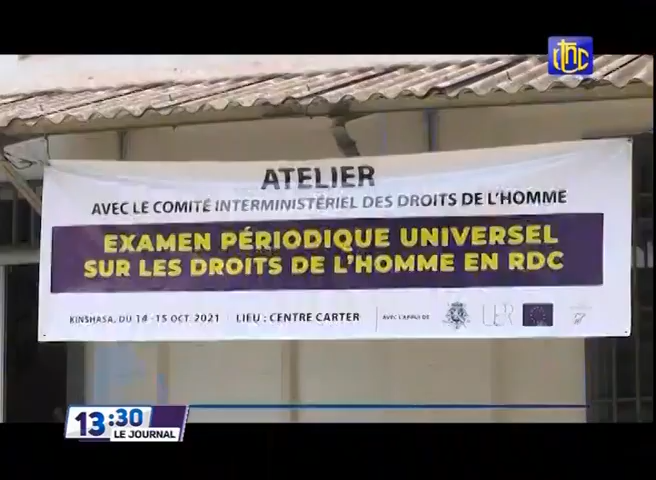 rtnc
ATELIER
AVEC LE COMITÉ INTERMINISTÉRIEL DES DROITS DE L'HOMME
EXAMEN PÉRIODIQUE UNIVERSEL
SUR LES DROITS DE L'HOMME EN RDC
KINSHASA, DU 14 - 15 OCT. 2021 LIEU : CENTRE CARTER AVEC L'APPUI DE
13:30
LE JOURNAL